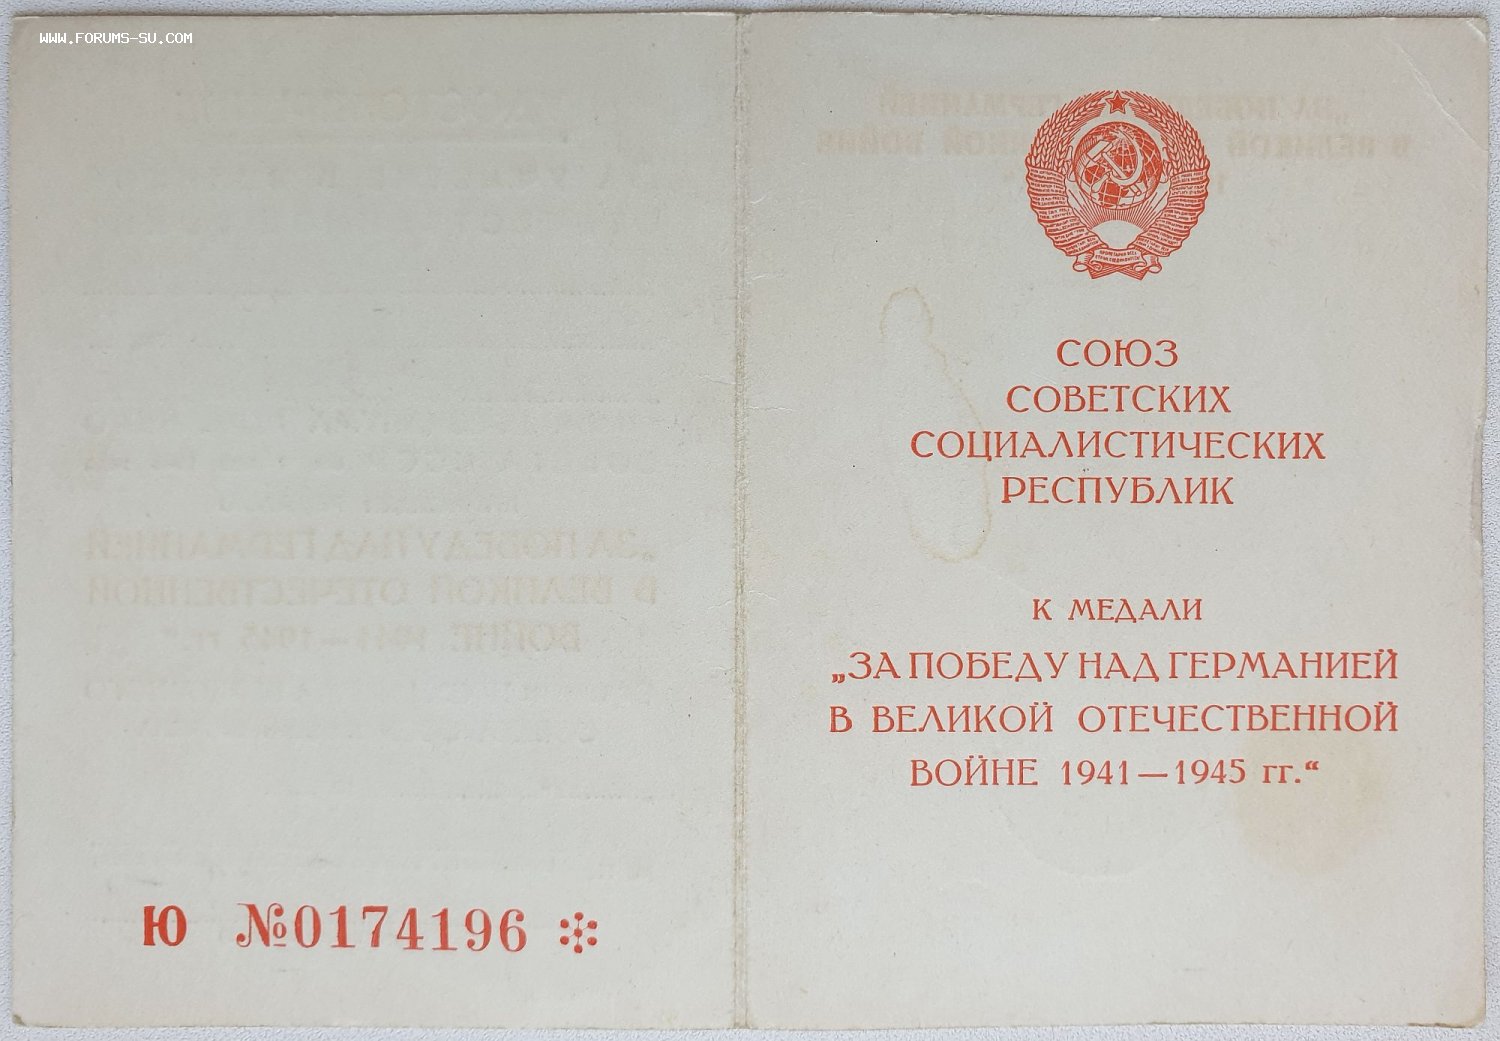 WWW.FORUMS-SU.COM
Ю №0174196
СОЮЗ
СОВЕТСКИХ
СОЦИАЛИСТИЧЕСКИХ
РЕСПУБЛИК
К МЕДАЛИ
„ЗА ПОБЕДУ НАД ГЕРМАНИЕЙ
В ВЕЛИКОЙ ОТЕЧЕСТВЕННОЙ
ВОЙНЕ 1941—1945 гг.“